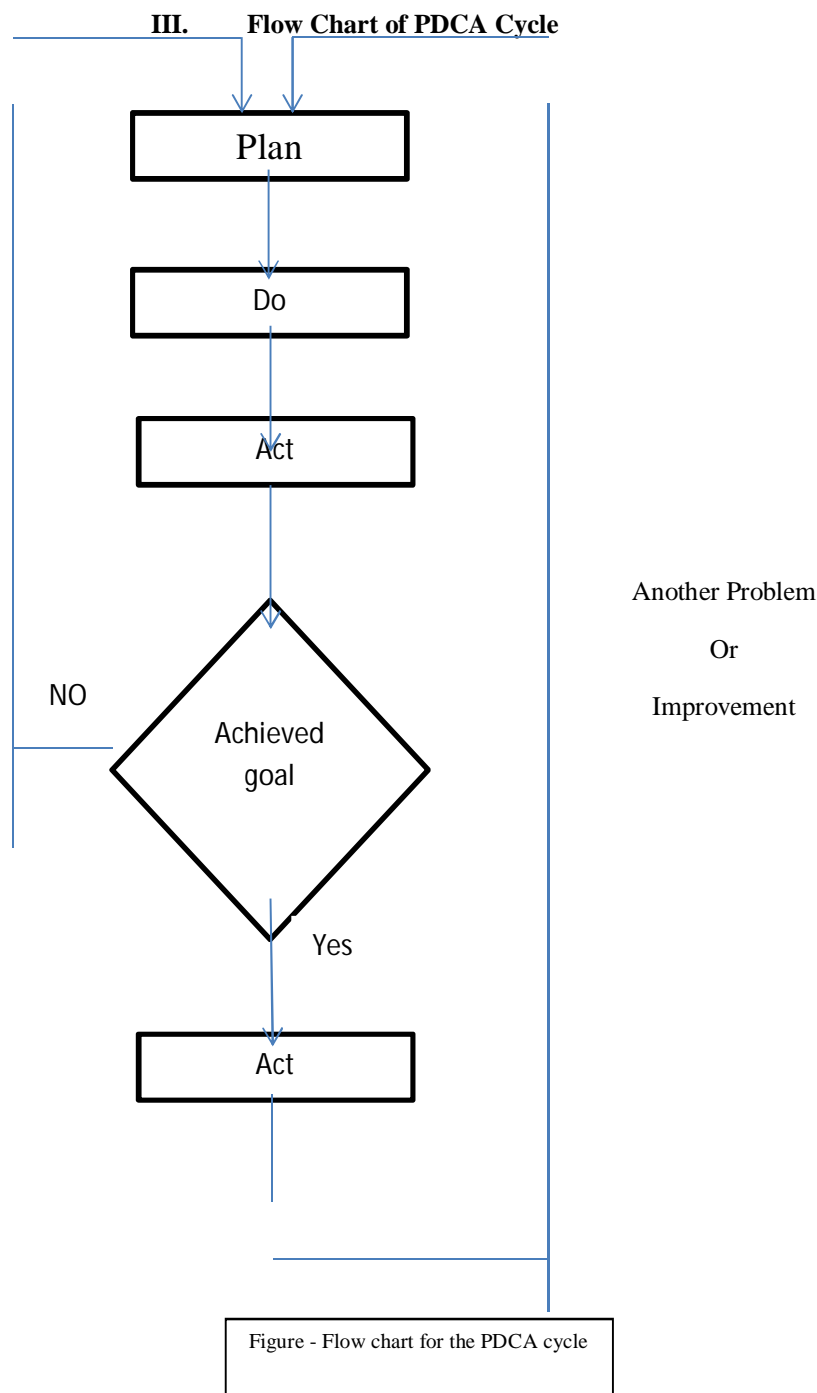 III. Flow Chart of PDCA Cycle
Plan
Do
Act
Another Problem
Or
Improvement
NO
Achieved
goal
Yes
Act
Figure - Flow chart for the PDCA cycle